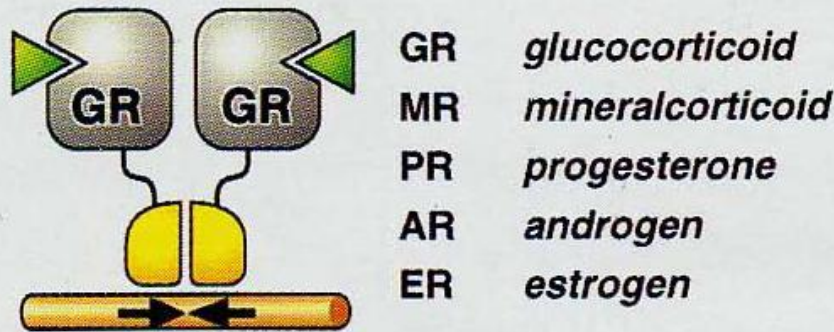 GR GR
GR glucocorticoid
MR mineralcorticoid
PR progesterone
AR androgen
ER estrogen